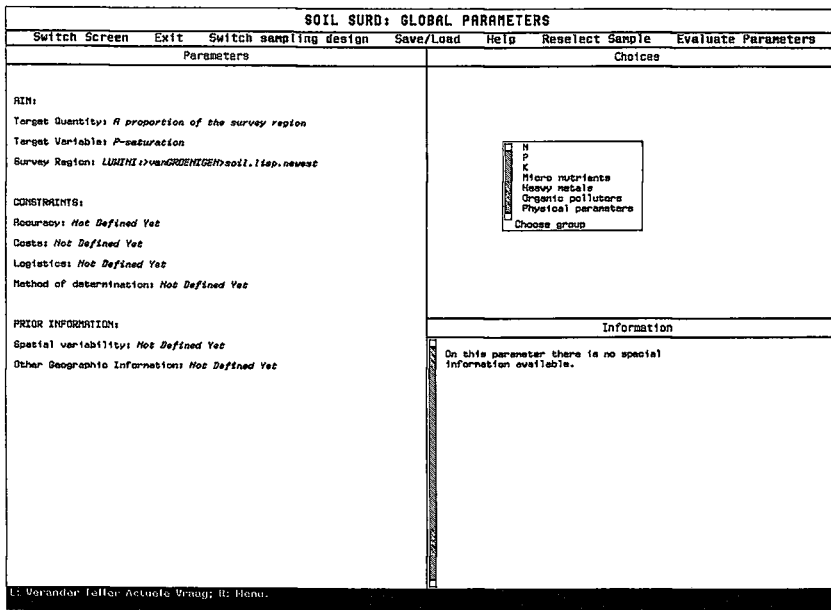 SOIL SURD: GLOBAL PARAMETERS
Switch Screen Exit Switch sampling design Save/Load Help Reselect Sample Evaluate Parameters
Parameters
AIM:
Target Quantity: A proportion of the survey region
Target Variable: P-saturation
Survey Region: LUWINI:>vanGROENIGEN>soil.lisp.newest
CONSTRAINTS:
Accuracy: Not Defined Yet
Costs: Not Defined Yet
Logistics: Not Defined Yet
Method of determination: Not Defined Yet
PRIOR INFORMATION:
Spatial variability: Not Defined Yet
Other Geographic Information: Not Defined Yet
Choices
N
P
K
Micro nutrients
Heavy metals
Organic pollutors
Physical parameters
Choose group
Information
On this parameter there is no special
information available.
L: Verander Teller Actuele Vraag; R: Menu.